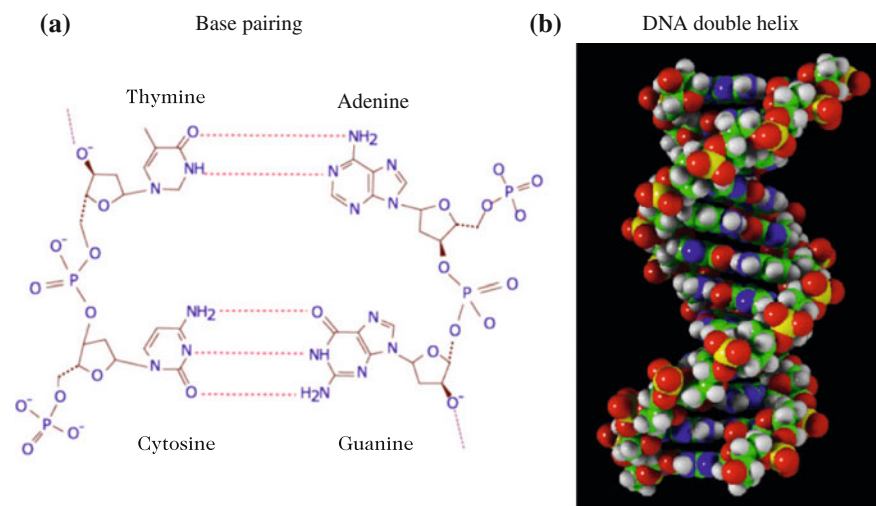 (a) Base pairing
(b) DNA double helix
Thymine Adenine
O NH₂
O⁻ NH N N
O N N N
O⁻ O O P O
O O⁻
O P O O P O
O O⁻
O
NH₂ O N
N NH N
O N O H₂N N O
O⁻ O O⁻
P O⁻
O
Cytosine Guanine